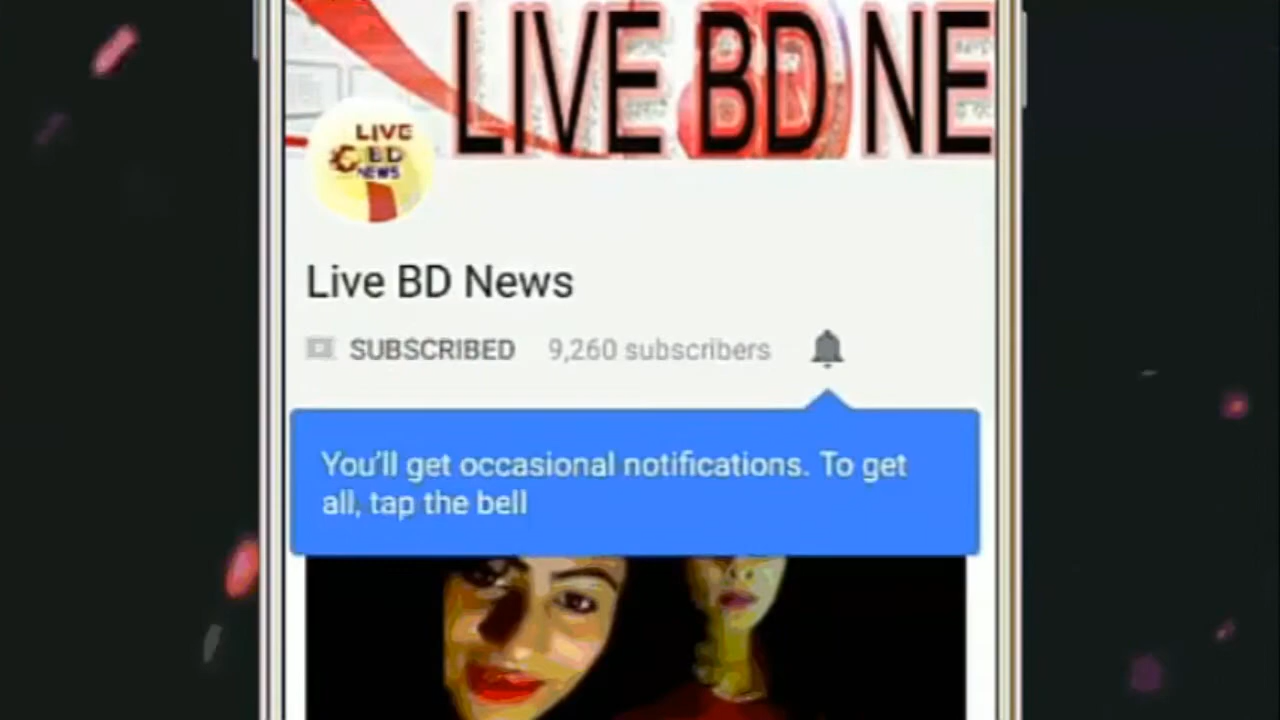 LIVE BD NE
LIVE
BD
NEWS
Live BD News
SUBSCRIBED 9,260 subscribers
You'll get occasional notifications. To get
all, tap the bell